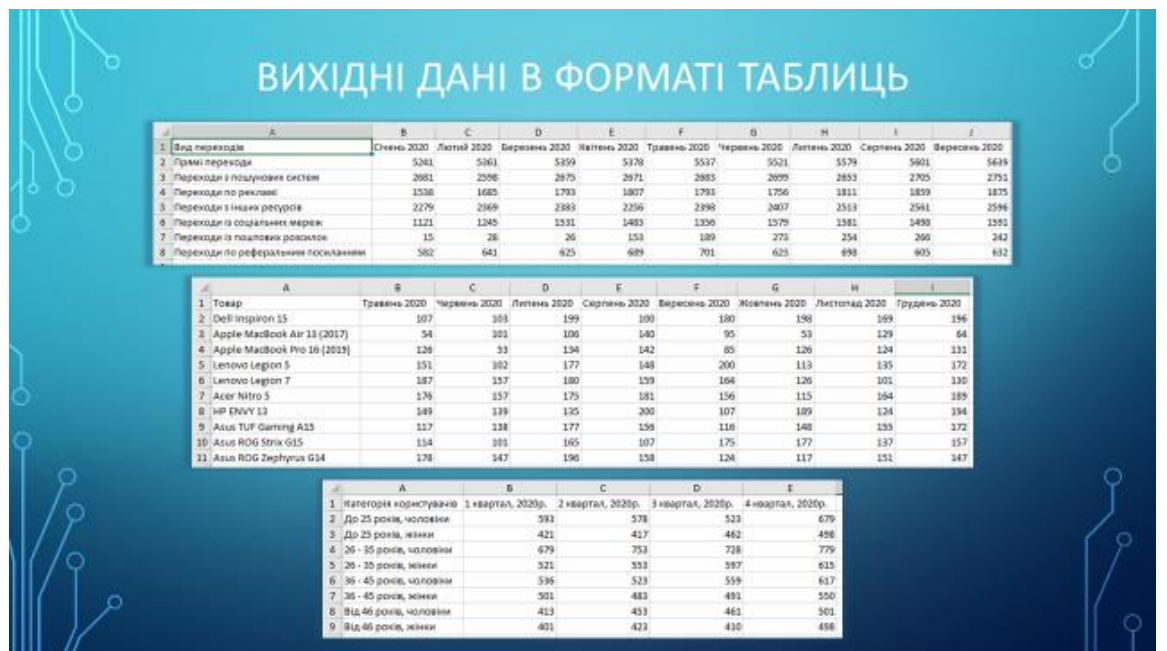 ВИХІДНІ ДАНІ В ФОРМАТІ ТАБЛИЦЬ
A B C D E F G H I J
1 Вид переходів Січень 2020 Лютий 2020 Березень 2020 Квітень 2020 Травень 2020 Червень 2020 Липень 2020 Серпень 2020 Вересень 2020
2 Прямі переходи 5241 5361 5359 5378 5537 5521 5579 5601 5639
3 Переходи з пошукових систем 2681 2598 2675 2671 2683 2699 2653 2705 2751
4 Переходи по рекламі 1538 1685 1793 1807 1793 1756 1811 1859 1875
5 Переходи з інших ресурсів 2279 2369 2383 2256 2398 2407 2513 2561 2596
6 Переходи із соціальних мереж 1121 1245 1531 1483 1356 1579 1581 1498 1591
7 Переходи із поштових розсилок 15 28 26 153 189 273 254 266 242
8 Переходи по реферальним посиланням 582 641 625 689 701 623 698 605 632
A B C D E F G H I
1 Товар Травень 2020 Червень 2020 Липень 2020 Серпень 2020 Вересень 2020 Жовтень 2020 Листопад 2020 Грудень 2020
2 Dell Inspiron 15 107 103 199 100 180 198 169 196
3 Apple MacBook Air 13 (2017) 54 101 106 140 95 53 129 64
4 Apple MacBook Pro 16 (2019) 126 53 134 142 85 126 124 131
5 Lenovo Legion 5 151 102 177 148 200 113 135 172
6 Lenovo Legion 7 187 157 180 159 164 126 101 130
7 Acer Nitro 5 176 157 175 181 156 115 164 189
8 HP ENVY 13 149 139 135 200 107 189 124 194
9 Asus TUF Gaming A15 117 138 177 156 116 148 155 172
10 Asus ROG Strix G15 114 101 165 107 175 177 137 157
11 Asus ROG Zephyrus G14 178 147 196 158 124 117 151 147
A B C D E
1 Категорія користувачів 1 квартал, 2020р. 2 квартал, 2020р. 3 квартал, 2020р. 4 квартал, 2020р.
2 До 25 років, чоловіки 593 578 523 679
3 До 25 років, жінки 421 417 462 498
4 26 - 35 років, чоловіки 679 753 728 779
5 26 - 35 років, жінки 521 553 597 615
6 36 - 45 років, чоловіки 536 523 559 617
7 36 - 45 років, жінки 501 483 491 550
8 Від 46 років, чоловіки 413 453 461 501
9 Від 46 років, жінки 401 423 410 498